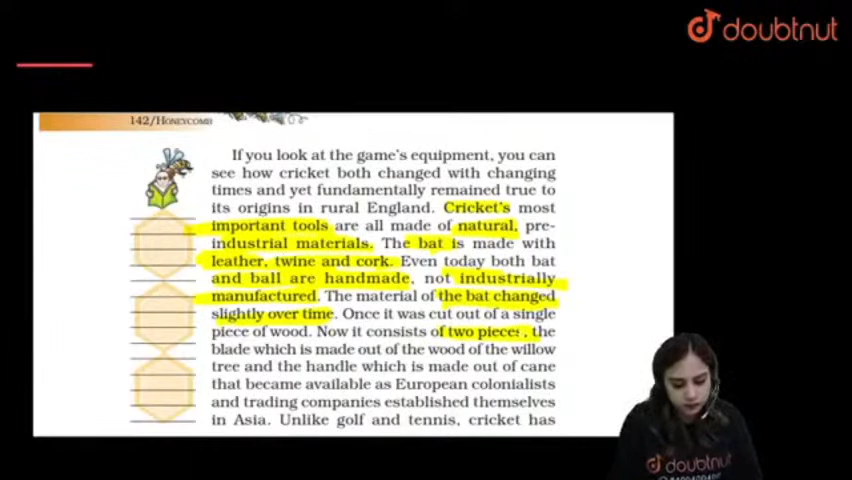 doubtnut
142/HONEYCOMB
If you look at the game's equipment, you can
see how cricket both changed with changing
times and yet fundamentally remained true to
its origins in rural England. Cricket's most
important tools are all made of natural, pre-
industrial materials. The bat is made with
leather, twine and cork. Even today both bat
and ball are handmade, not industrially
manufactured. The material of the bat changed
slightly over time. Once it was cut out of a single
piece of wood. Now it consists of two pieces, the
blade which is made out of the wood of the willow
tree and the handle which is made out of cane
that became available as European colonialists
and trading companies established themselves
in Asia. Unlike golf and tennis, cricket has
doubtnut